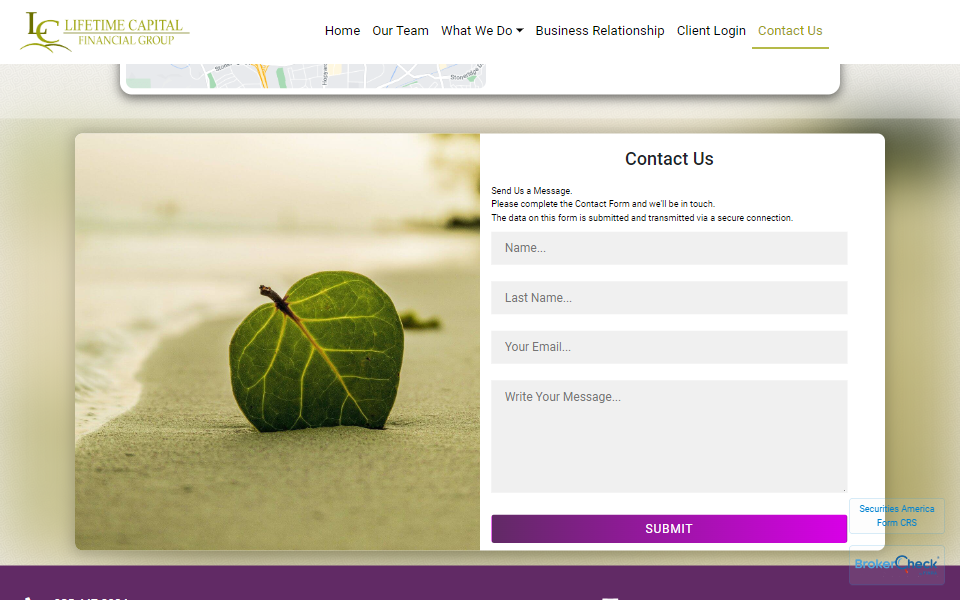 LC LIFETIME CAPITAL
FINANCIAL GROUP
Home Our Team What We Do Business Relationship Client Login Contact Us
Stoneridge
Contact Us
Send Us a Message.
Please complete the Contact Form and we'll be in touch.
The data on this form is submitted and transmitted via a secure connection.
Name...
Last Name...
Your Email...
Write Your Message...
SUBMIT
Securities America
Form CRS
BrokerCheck